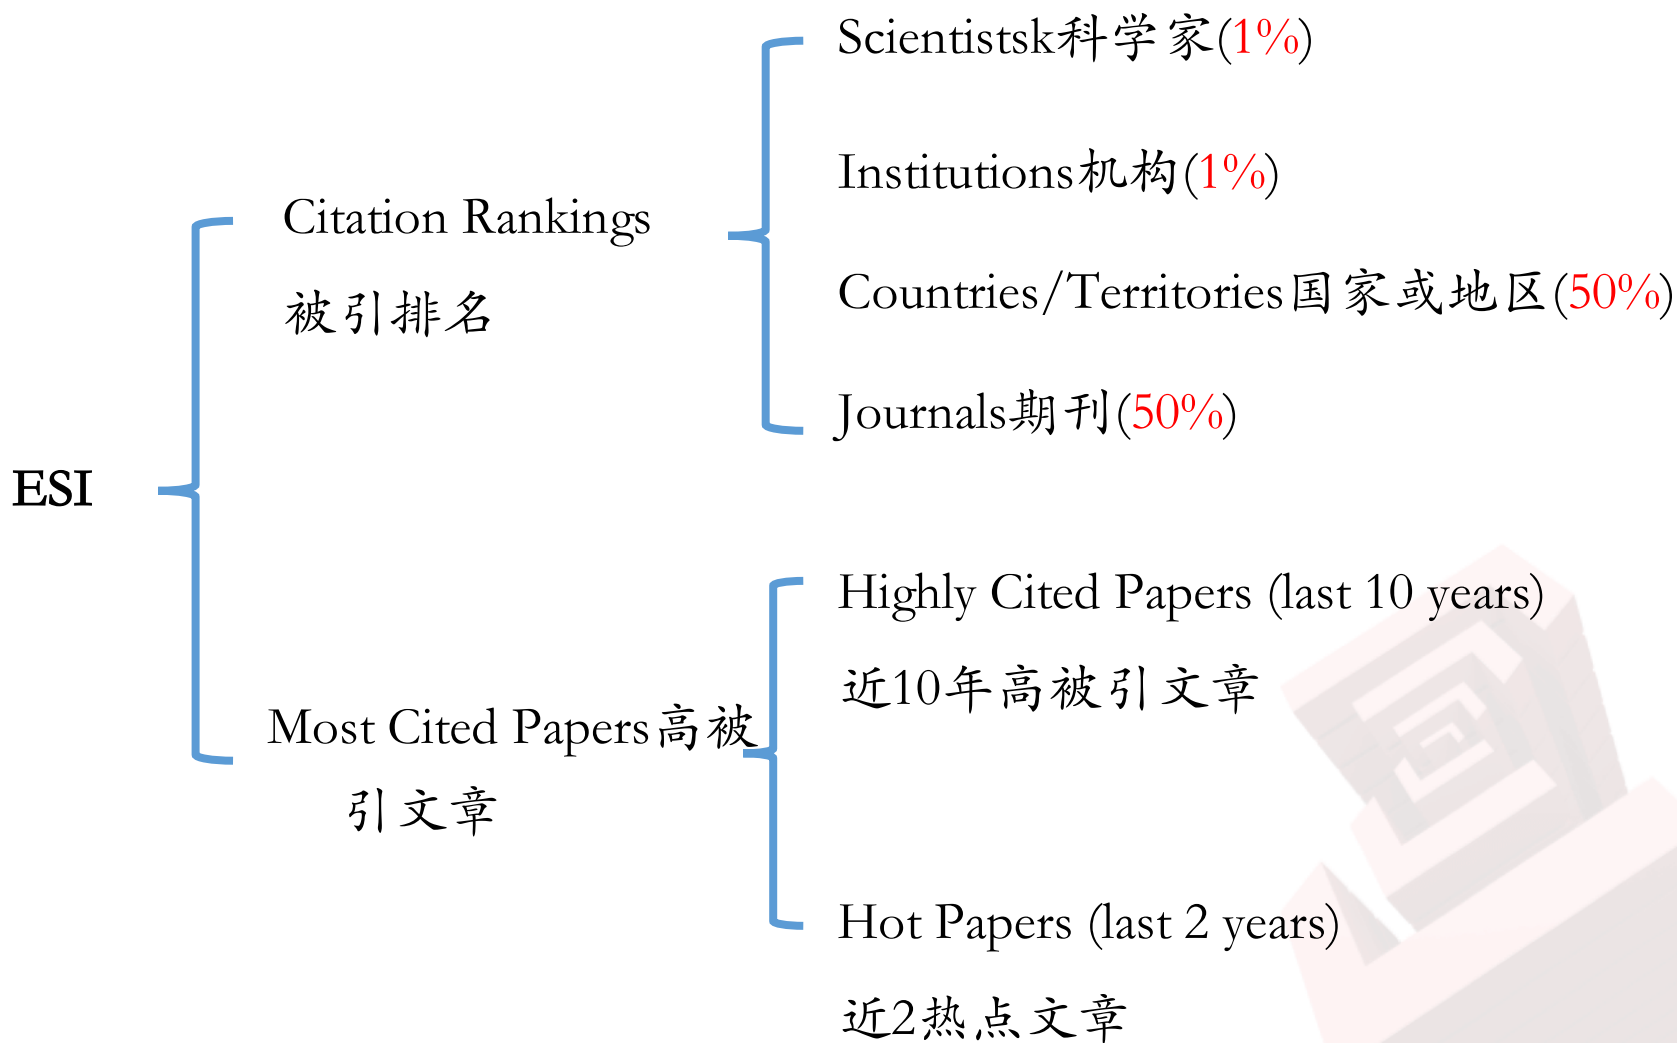 ESI
Citation Rankings
被引排名
Scientistsk科学家(1%)
Institutions机构(1%)
Countries/Territories国家或地区(50%)
Journals期刊(50%)
Most Cited Papers高被
引文章
Highly Cited Papers (last 10 years)
近10年高被引文章
Hot Papers (last 2 years)
近2热点文章